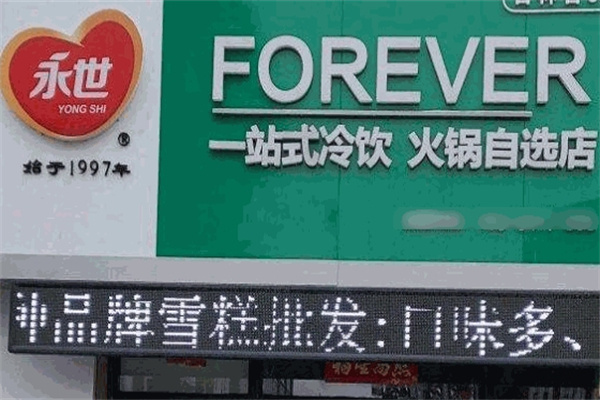 永世
YONG SHI
®
始于1997年
FOREVER
一站式冷饮 火锅自选店
品牌雪糕批发:口味多、